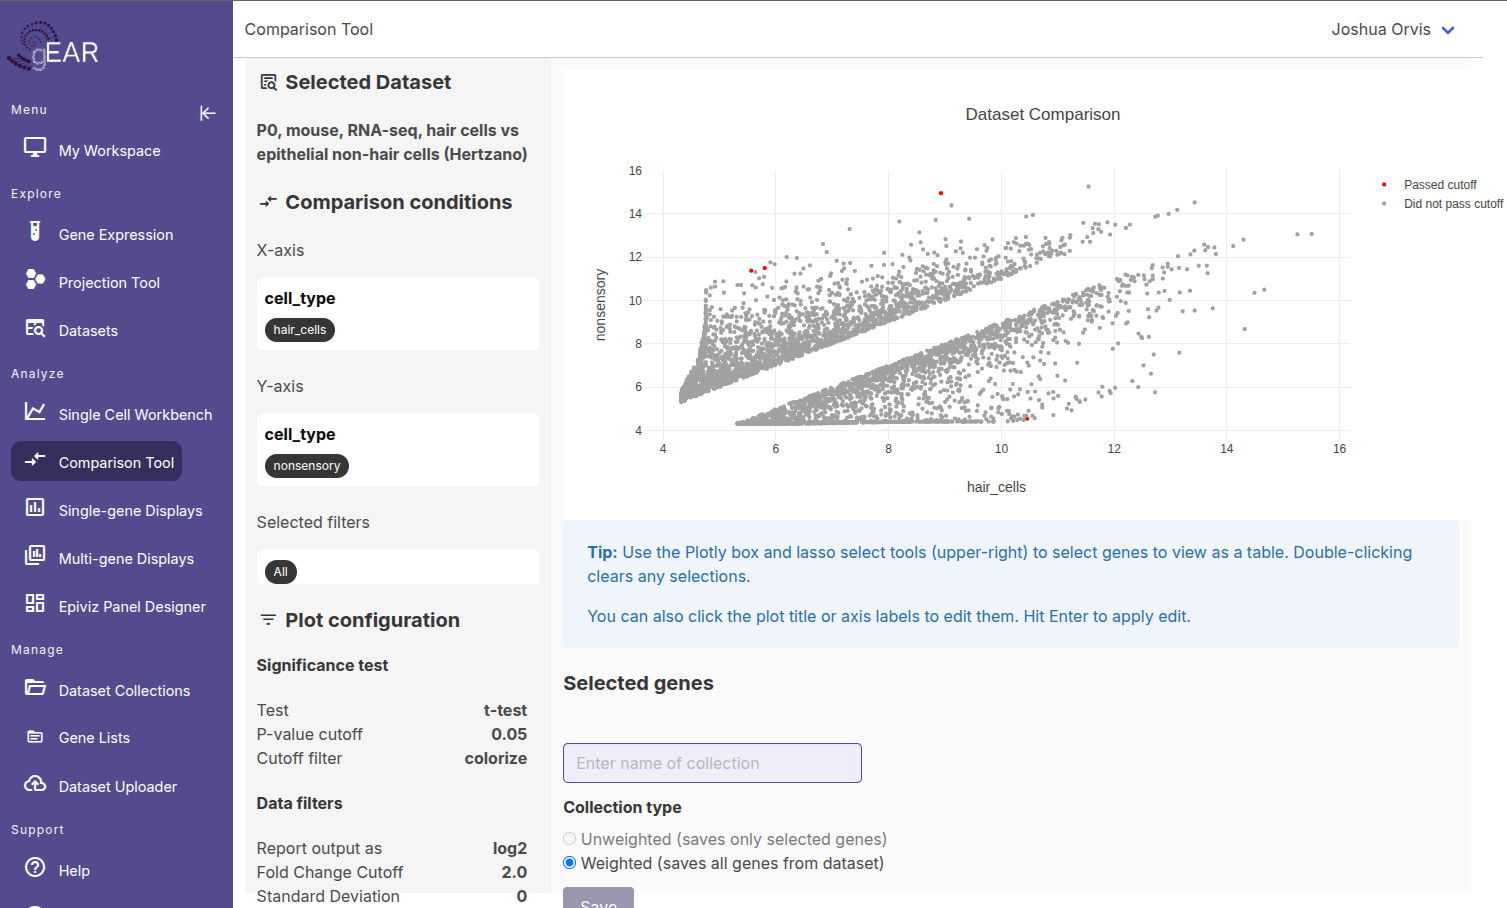 gEAR
Menu
My Workspace
Explore
Gene Expression
Projection Tool
Datasets
Analyze
Single Cell Workbench
Comparison Tool
Single-gene Displays
Multi-gene Displays
Epiviz Panel Designer
Manage
Dataset Collections
Gene Lists
Dataset Uploader
Support
Help
Comparison Tool
Joshua Orvis
Selected Dataset
P0, mouse, RNA-seq, hair cells vs
epithelial non-hair cells (Hertzano)
Comparison conditions
X-axis
cell_type
hair_cells
Y-axis
cell_type
nonsensory
Selected filters
All
Plot configuration
Significance test
Test t-test
P-value cutoff 0.05
Cutoff filter colorize
Data filters
Report output as log2
Fold Change Cutoff 2.0
Standard Deviation 0
Dataset Comparison
16
14
12
10
8
6
4
nonsensory
4 6 8 10 12 14 16
hair_cells
Passed cutoff
Did not pass cutoff
Tip: Use the Plotly box and lasso select tools (upper-right) to select genes to view as a table. Double-clicking
clears any selections.
You can also click the plot title or axis labels to edit them. Hit Enter to apply edit.
Selected genes
Enter name of collection
Collection type
Unweighted (saves only selected genes)
Weighted (saves all genes from dataset)
Save